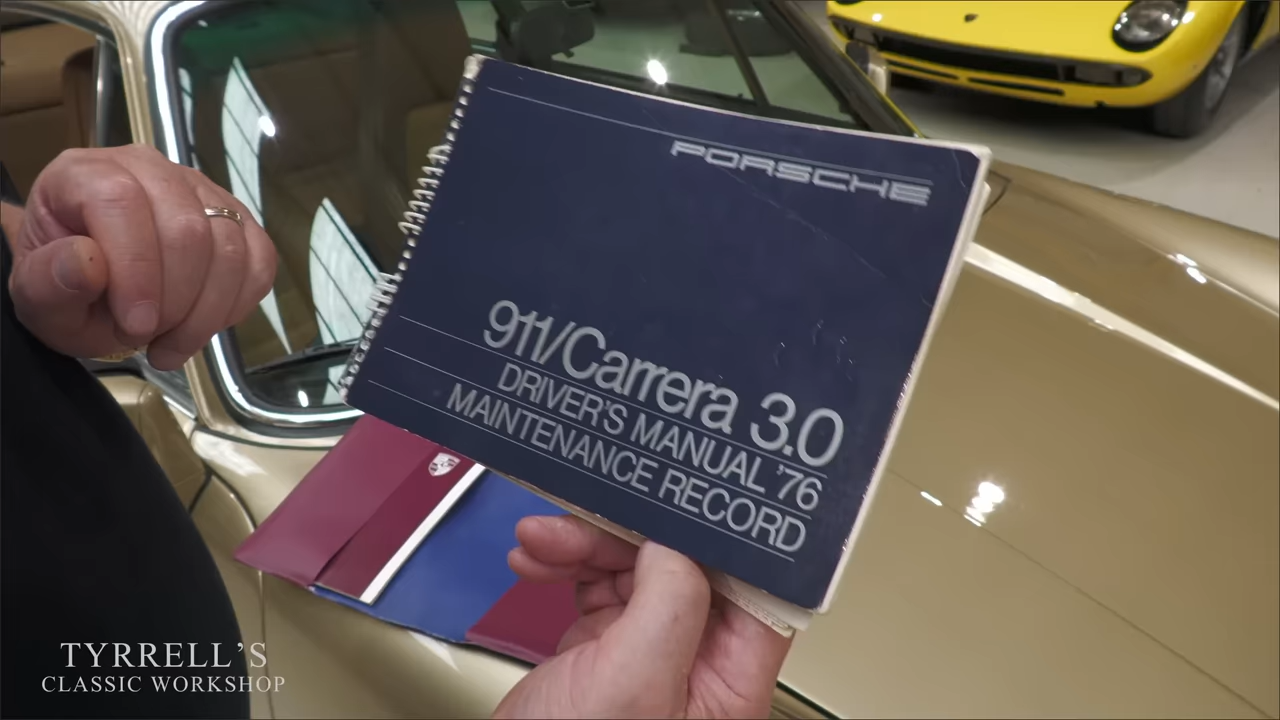 PORSCHE
911/Carrera 3.0
DRIVER'S MANUAL '76
MAINTENANCE RECORD
TYRRELL'S
CLASSIC WORKSHOP